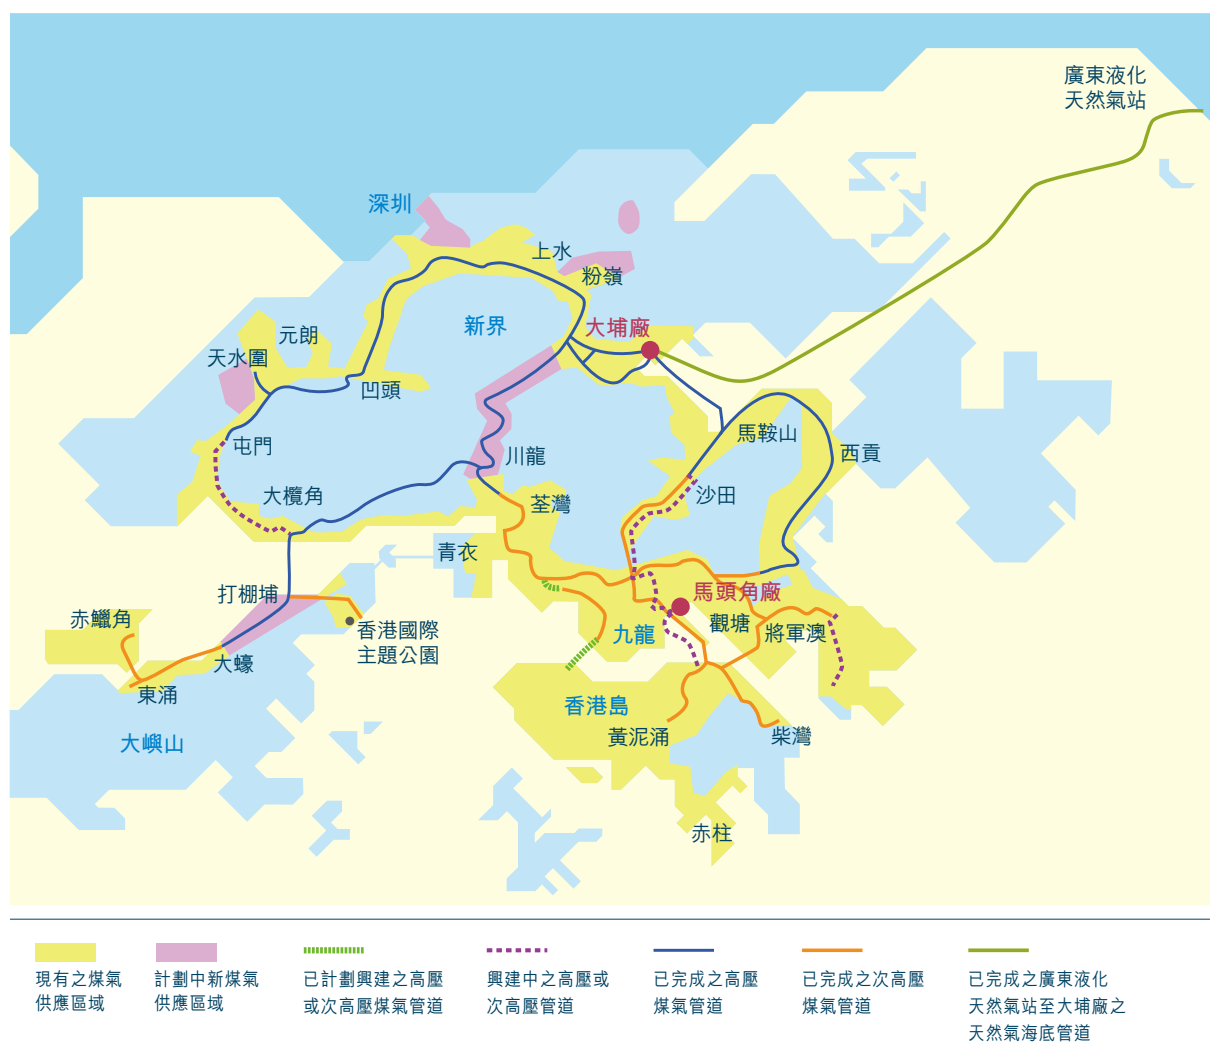 廣東液化
天然氣站
深圳
上水
粉嶺
新界
大埔廠
元朗
天水圍
凹頭
馬鞍山
屯門
西貢
川龍
大欖角
沙田
荃灣
青衣
打棚埔
馬頭角廠
赤鱲角
香港國際
主題公園
九龍
觀塘
將軍澳
大蠔
東涌
香港島
大嶼山
黃泥涌
柴灣
赤柱
現有之煤氣
供應區域
計劃中新煤氣
供應區域
已計劃興建之高壓
或次高壓煤氣管道
興建中之高壓或
次高壓管道
已完成之高壓
煤氣管道
已完成之次高壓
煤氣管道
已完成之廣東液化
天然氣站至大埔廠之
天然氣海底管道